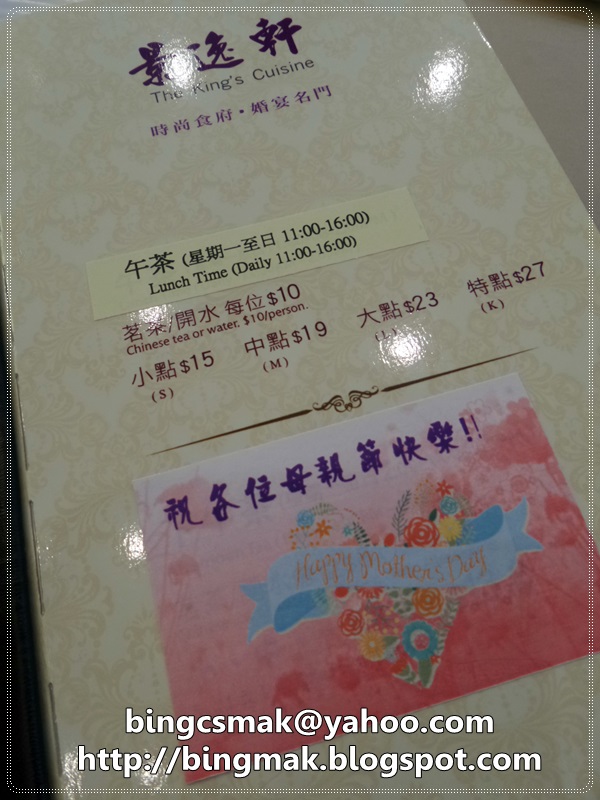 景逸軒
The King's Cuisine
時尚食府・婚宴名門
午茶 (星期一至日 11:00-16:00)
Lunch Time (Daily 11:00-16:00)
茗茶/開水 每位$10
Chinese tea or water, $10/person.
小點$15 中點$19 大點$23 特點$27
(S) (M) (L) (K)
祝各位母親節快樂!!
Happy Mother's Day
bingcsmak@yahoo.com
http://bingmak.blogspot.com